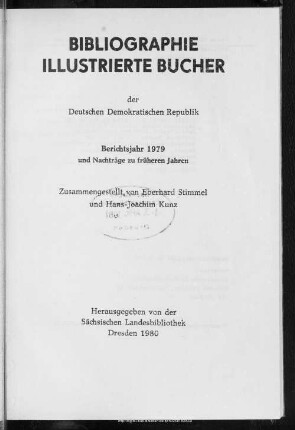 BIBLIOGRAPHIE
ILLUSTRIERTE BÜCHER
der
Deutschen Demokratischen Republik
Berichtsjahr 1979
und Nachträge zu früheren Jahren
Zusammengestellt von Eberhard Stimmel
und Hans-Joachim Kunz
Herausgegeben von der
Sächsischen Landesbibliothek
Dresden 1980